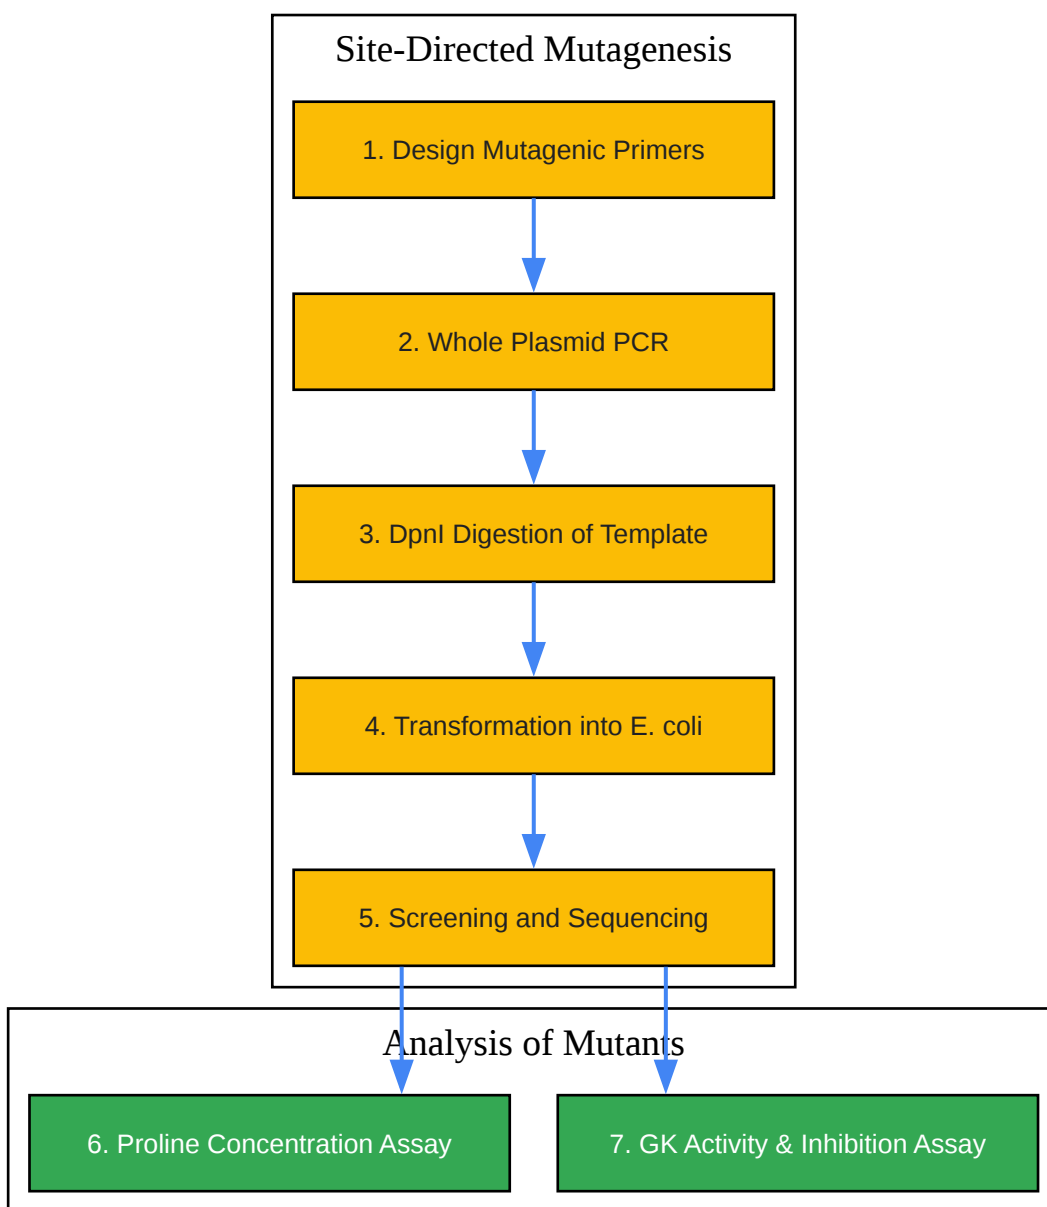 Site-Directed Mutagenesis
1. Design Mutagenic Primers
2. Whole Plasmid PCR
3. DpnI Digestion of Template
4. Transformation into E. coli
5. Screening and Sequencing
Analysis of Mutants
6. Proline Concentration Assay
7. GK Activity & Inhibition Assay